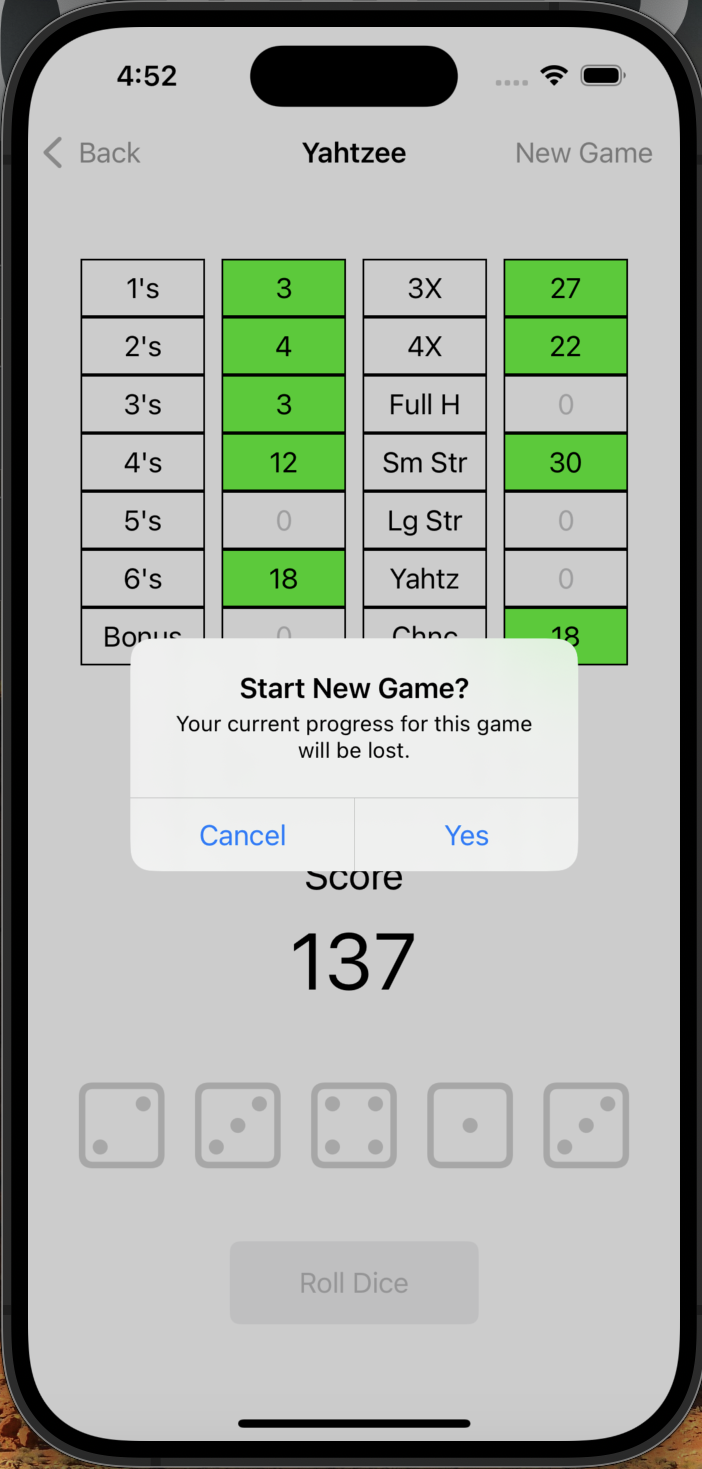 4:52
Back Yahtzee New Game
1's 3 3X 27
2's 4 4X 22
3's 3 Full H 0
4's 12 Sm Str 30
5's 0 Lg Str 0
6's 18 Yahtz 0
Bonus 0 Chnc 18
Start New Game?
Your current progress for this game
will be lost.
Cancel Yes
Score
137
Roll Dice